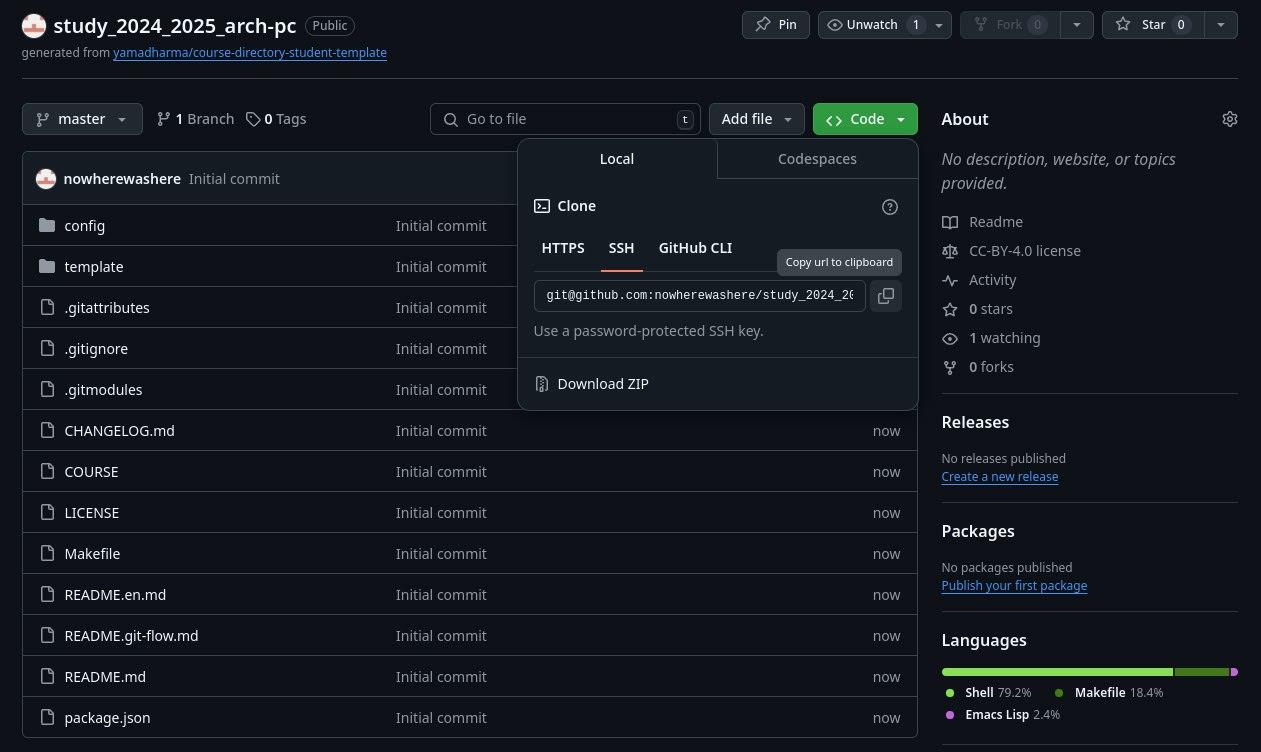 study_2024_2025_arch-pc Public Pin Unwatch 1 Fork 0 Star 0
generated from yamadharma/course-directory-student-template
master 1 Branch 0 Tags Go to file t Add file Code
nowherewashere Initial commit
config Initial commit
template Initial commit
.gitattributes Initial commit
.gitignore Initial commit
.gitmodules Initial commit
CHANGELOG.md Initial commit now
COURSE Initial commit now
LICENSE Initial commit now
Makefile Initial commit now
README.en.md Initial commit now
README.git-flow.md Initial commit now
README.md Initial commit now
package.json Initial commit now
Local Codespaces
Clone
HTTPS SSH GitHub CLI
Copy url to clipboard
git@github.com:nowherewashere/study_2024_20
Use a password-protected SSH key.
Download ZIP
About
No description, website, or topics
provided.
Readme
CC-BY-4.0 license
Activity
0 stars
1 watching
0 forks
Releases
No releases published
Create a new release
Packages
No packages published
Publish your first package
Languages
Shell 79.2% Makefile 18.4%
Emacs Lisp 2.4%